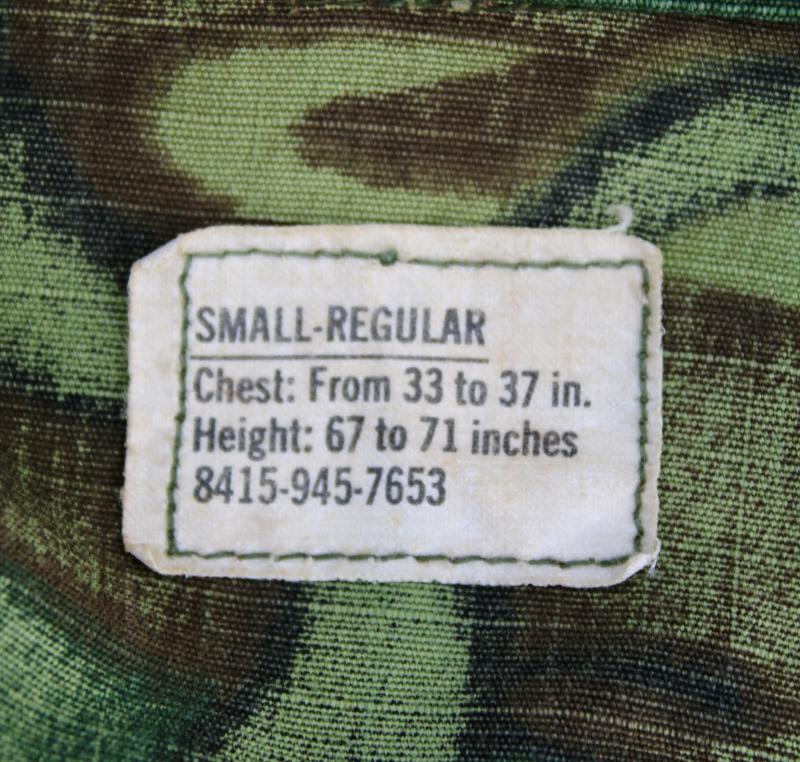 SMALL-REGULAR
Chest: From 33 to 37 in.
Height: 67 to 71 inches
8415-945-7653